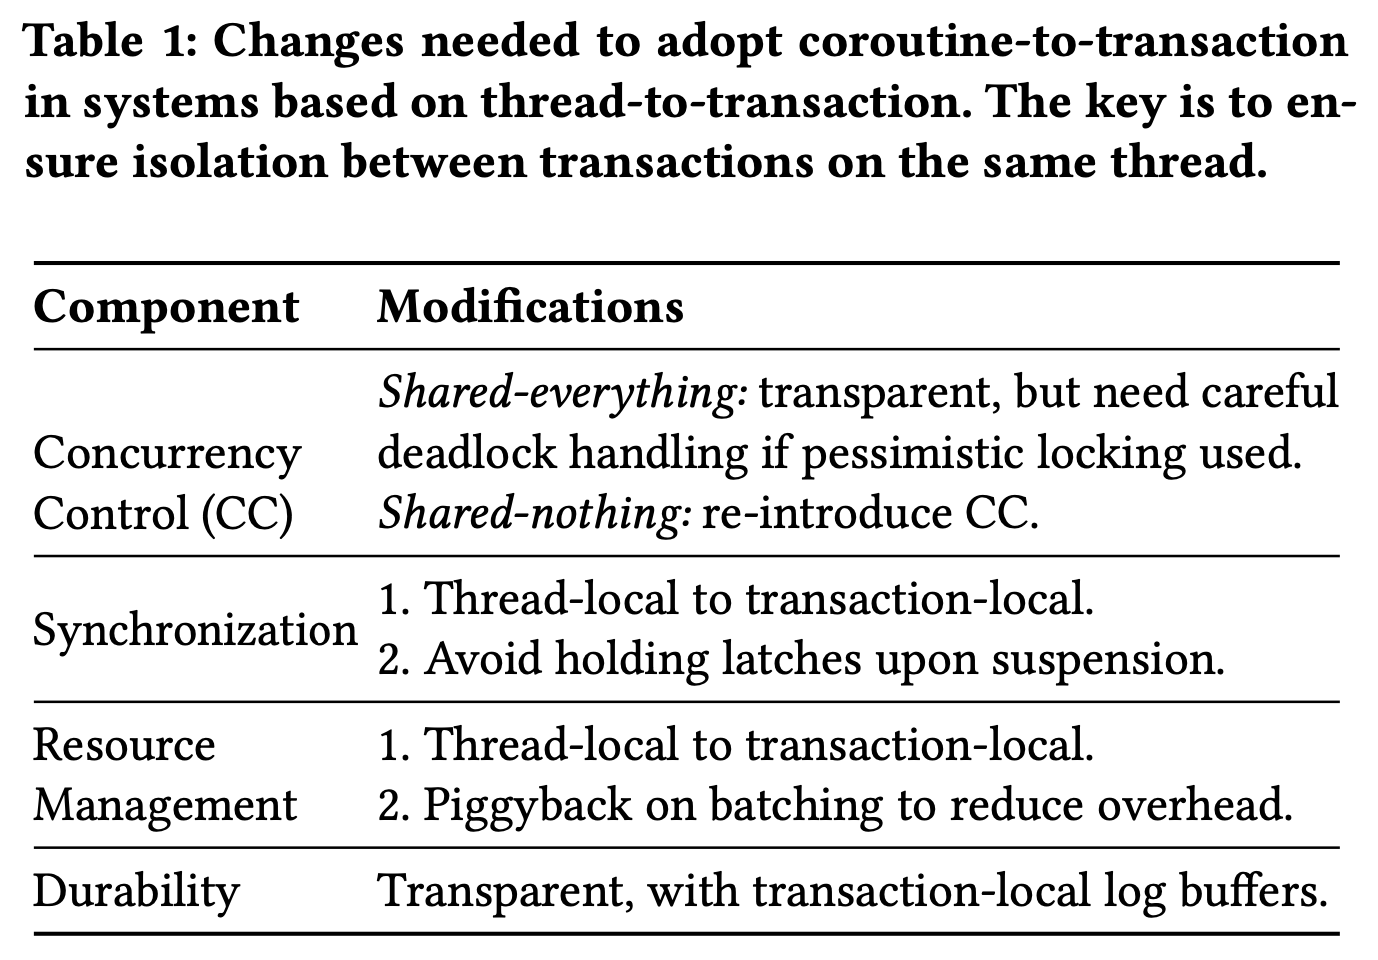 Table 1: Changes needed to adopt coroutine-to-transaction
in systems based on thread-to-transaction. The key is to en-
sure isolation between transactions on the same thread.
Component Modifications
Concurrency
Control (CC)
Shared-everything: transparent, but need careful
deadlock handling if pessimistic locking used.
Shared-nothing: re-introduce CC.
Synchronization
1. Thread-local to transaction-local.
2. Avoid holding latches upon suspension.
Resource
Management
1. Thread-local to transaction-local.
2. Piggyback on batching to reduce overhead.
Durability Transparent, with transaction-local log buffers.